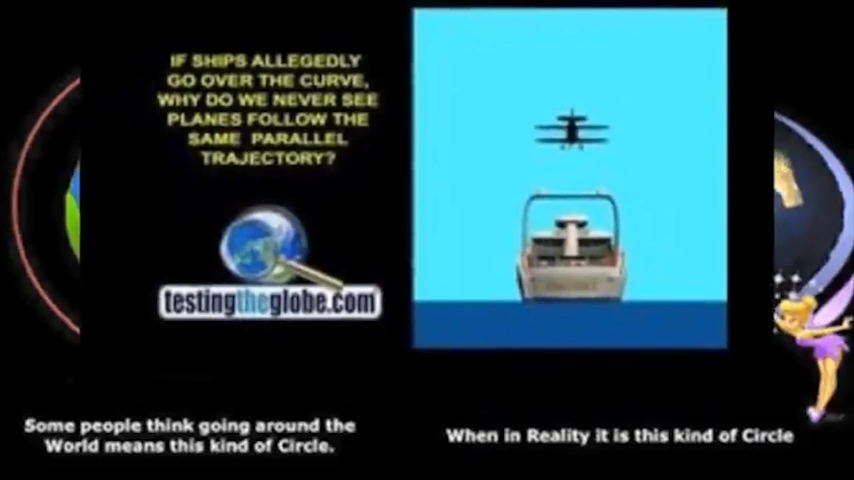 IF SHIPS ALLEGEDLY
GO OVER THE CURVE,
WHY DO WE NEVER SEE
PLANES FOLLOW THE
SAME PARALLEL
TRAJECTORY?
testingtheglobe.com
Some people think going around the
World means this kind of Circle.
When in Reality it is this kind of Circle